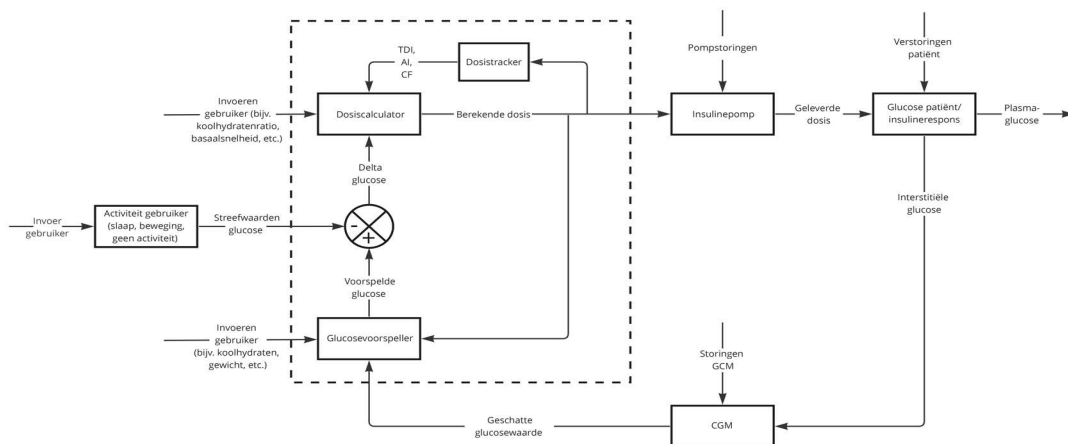 TDI,
AI,
CF
Dosistracker
Pompstoringen
Verstoringen
patiënt
Invoeren
gebruiker (bijv.
koolhydratenratio,
basaalsnelheid, etc.)
Dosiscalculator
Berekende dosis
Insulinepomp
Geleverde
dosis
Glucose patiënt/
insulinerespons
Plasma-
glucose
Delta
glucose
Interstitiële
glucose
Invoer
gebruiker
Activiteit gebruiker
(slaap, beweging,
geen activiteit)
Streefwaarden
glucose
-
+
Voorspelde
glucose
Invoeren
gebruiker
(bijv. koolhydraten,
gewicht, etc.)
Glucosevoorspeller
Storingen
GCM
Geschatte
glucosewaarde
CGM